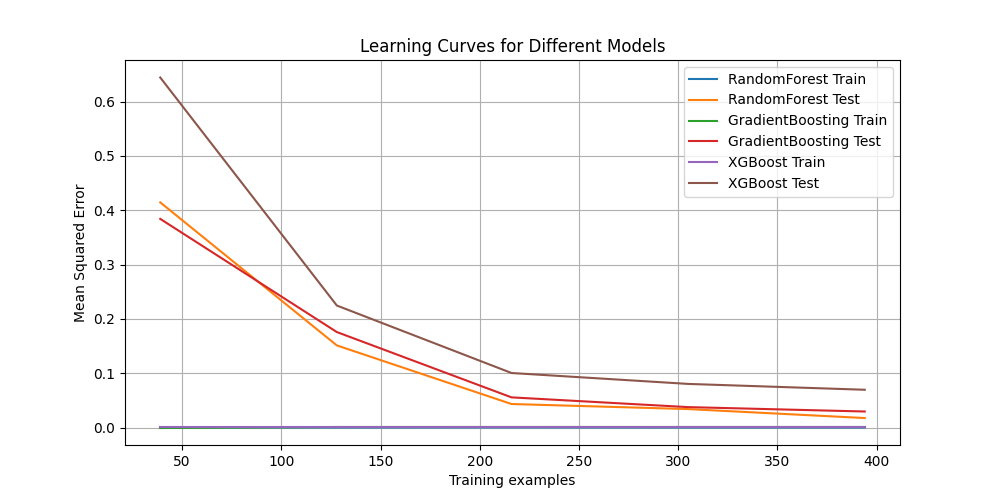 Learning Curves for Different Models
RandomForest Train
RandomForest Test
GradientBoosting Train
GradientBoosting Test
XGBoost Train
XGBoost Test
Mean Squared Error
0.6
0.5
0.4
0.3
0.2
0.1
0.0
50 100 150 200 250 300 350 400
Training examples